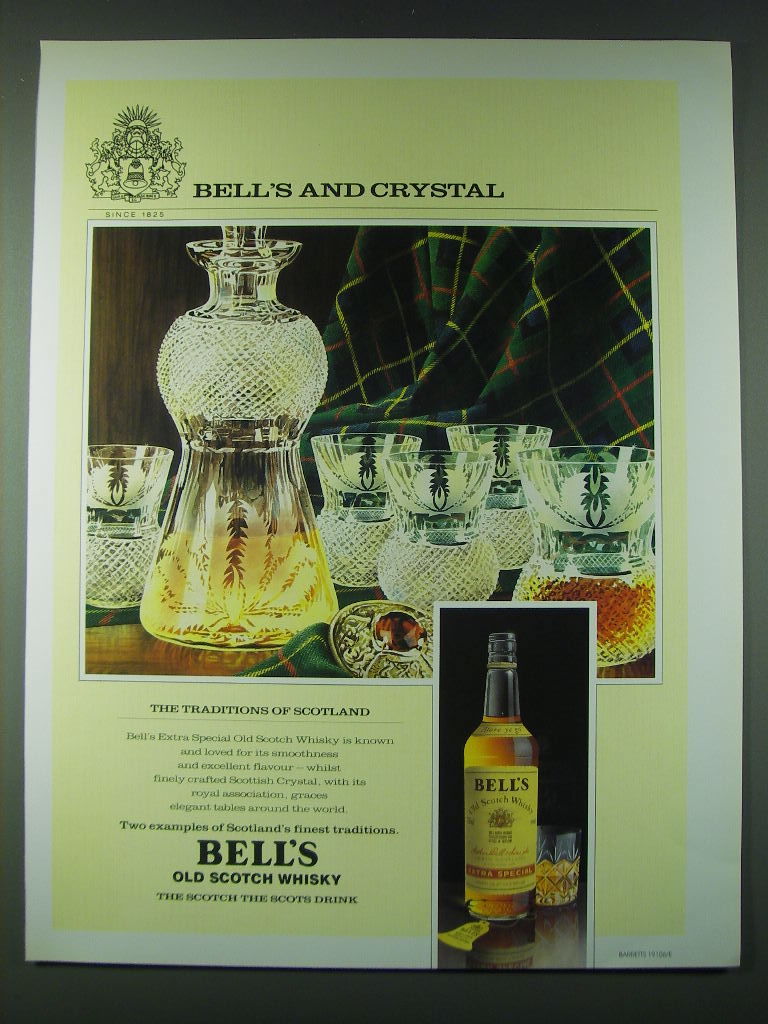 BELL'S AND CRYSTAL
SINCE 1825
THE TRADITIONS OF SCOTLAND
Bell's Extra Special Old Scotch Whisky is known
and loved for its smoothness
and excellent flavour – whilst
finely crafted Scottish Crystal, with its
royal association, graces
elegant tables around the world.
Two examples of Scotland's finest traditions.
BELL'S
OLD SCOTCH WHISKY
THE SCOTCH THE SCOTS DRINK
BELL'S
Old Scotch Whisky
EXTRA SPECIAL
BARRETTS 19106/E